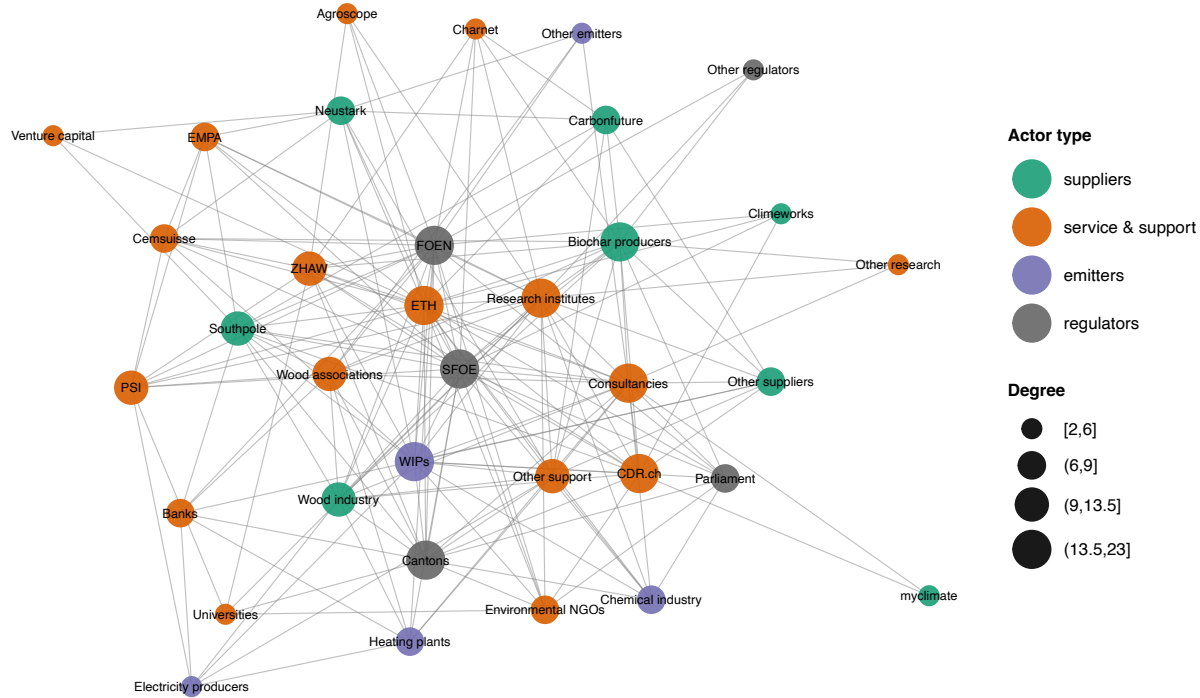 Agroscope
Charnet
Other emitters
Other regulators
Neustark
Carbonfuture
Venture capital
EMPA
Climeworks
Cemsuisse
FOEN
Biochar producers
Other research
ZHAW
ETH
Research institutes
Southpole
PSI
Wood associations
SFOE
Consultancies
Other suppliers
WIPs
Other support
CDR.ch
Parliament
Wood industry
Banks
Cantons
Universities
Environmental NGOs
Chemical industry
myclimate
Heating plants
Electricity producers
Actor type
suppliers
service & support
emitters
regulators
Degree
[2,6]
(6,9]
(9,13.5]
(13.5,23]